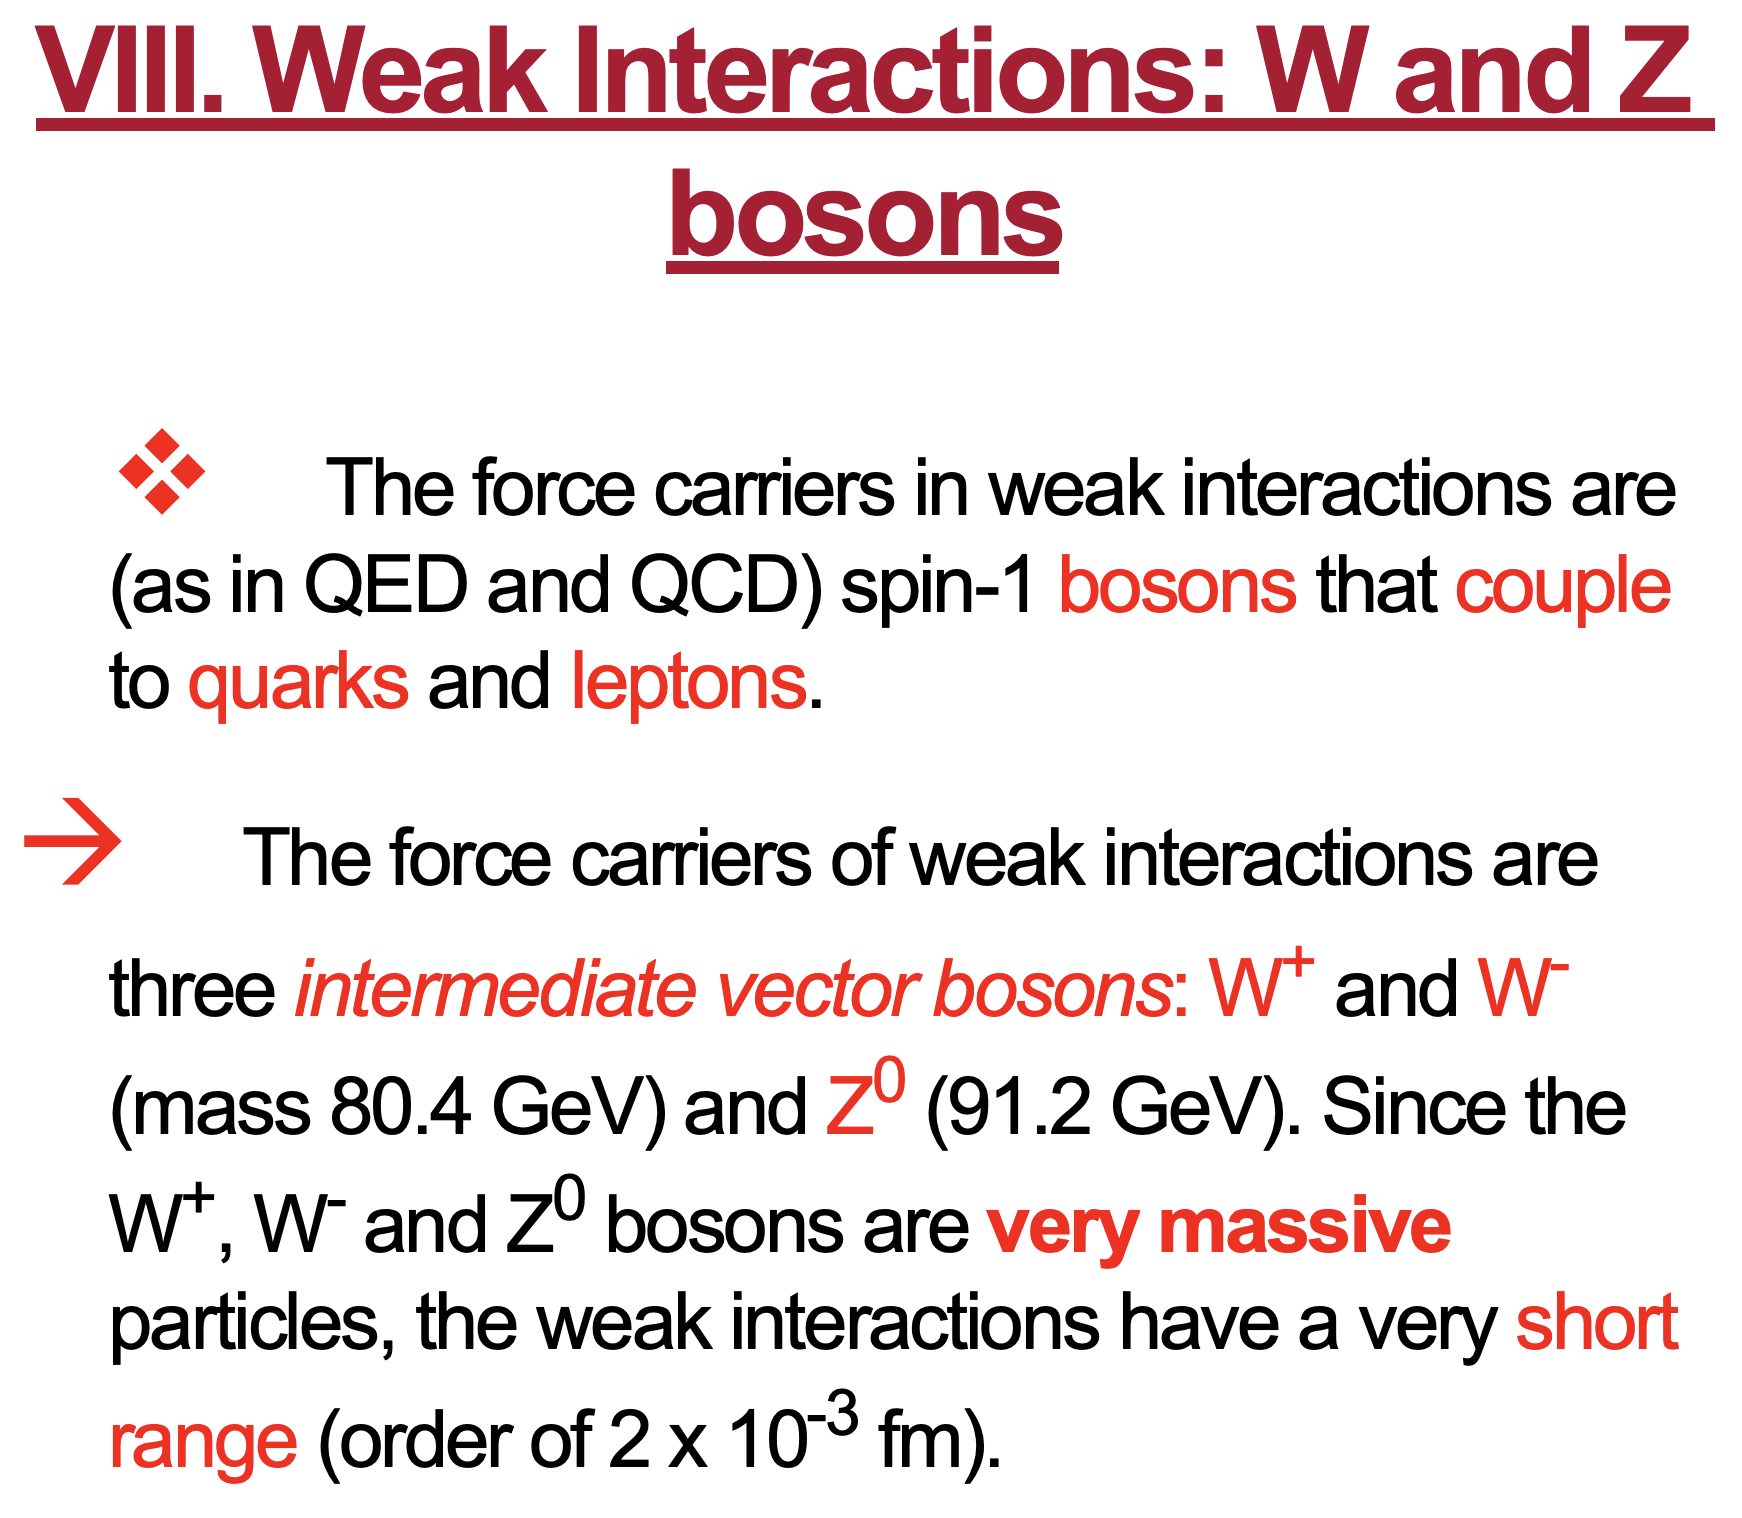 VIII. Weak Interactions: W and Z
bosons
❖ The force carriers in weak interactions are
(as in QED and QCD) spin-1 bosons that couple
to quarks and leptons.
→ The force carriers of weak interactions are
three intermediate vector bosons: W⁺ and W⁻
(mass 80.4 GeV) and Z⁰ (91.2 GeV). Since the
W⁺, W⁻ and Z⁰ bosons are very massive
particles, the weak interactions have a very short
range (order of 2 x 10⁻³ fm).